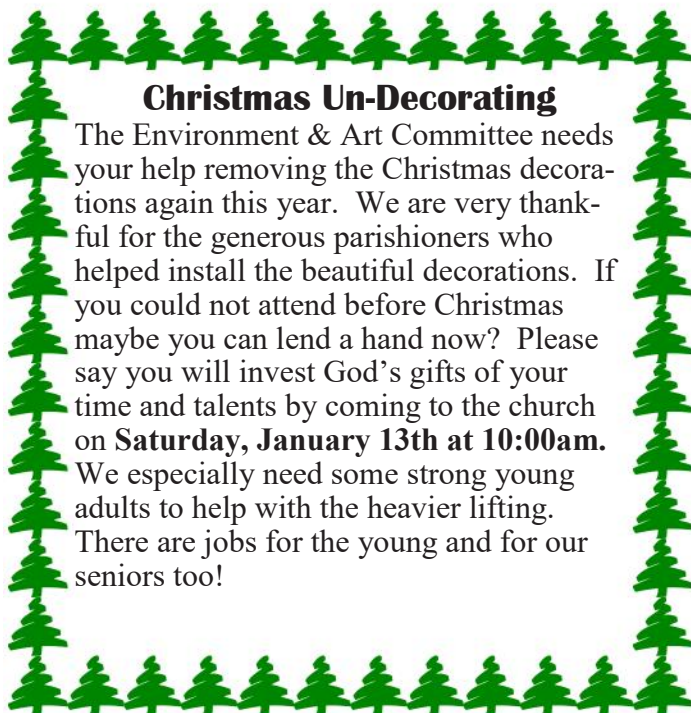 Christmas Un-Decorating
The Environment & Art Committee needs
your help removing the Christmas decora-
tions again this year.  We are very thank-
ful for the generous parishioners who
helped install the beautiful decorations.  If
you could not attend before Christmas
maybe you can lend a hand now?  Please
say you will invest God’s gifts of your
time and talents by coming to the church
on Saturday, January 13th at 10:00am.
We especially need some strong young
adults to help with the heavier lifting.
There are jobs for the young and for our
seniors too!